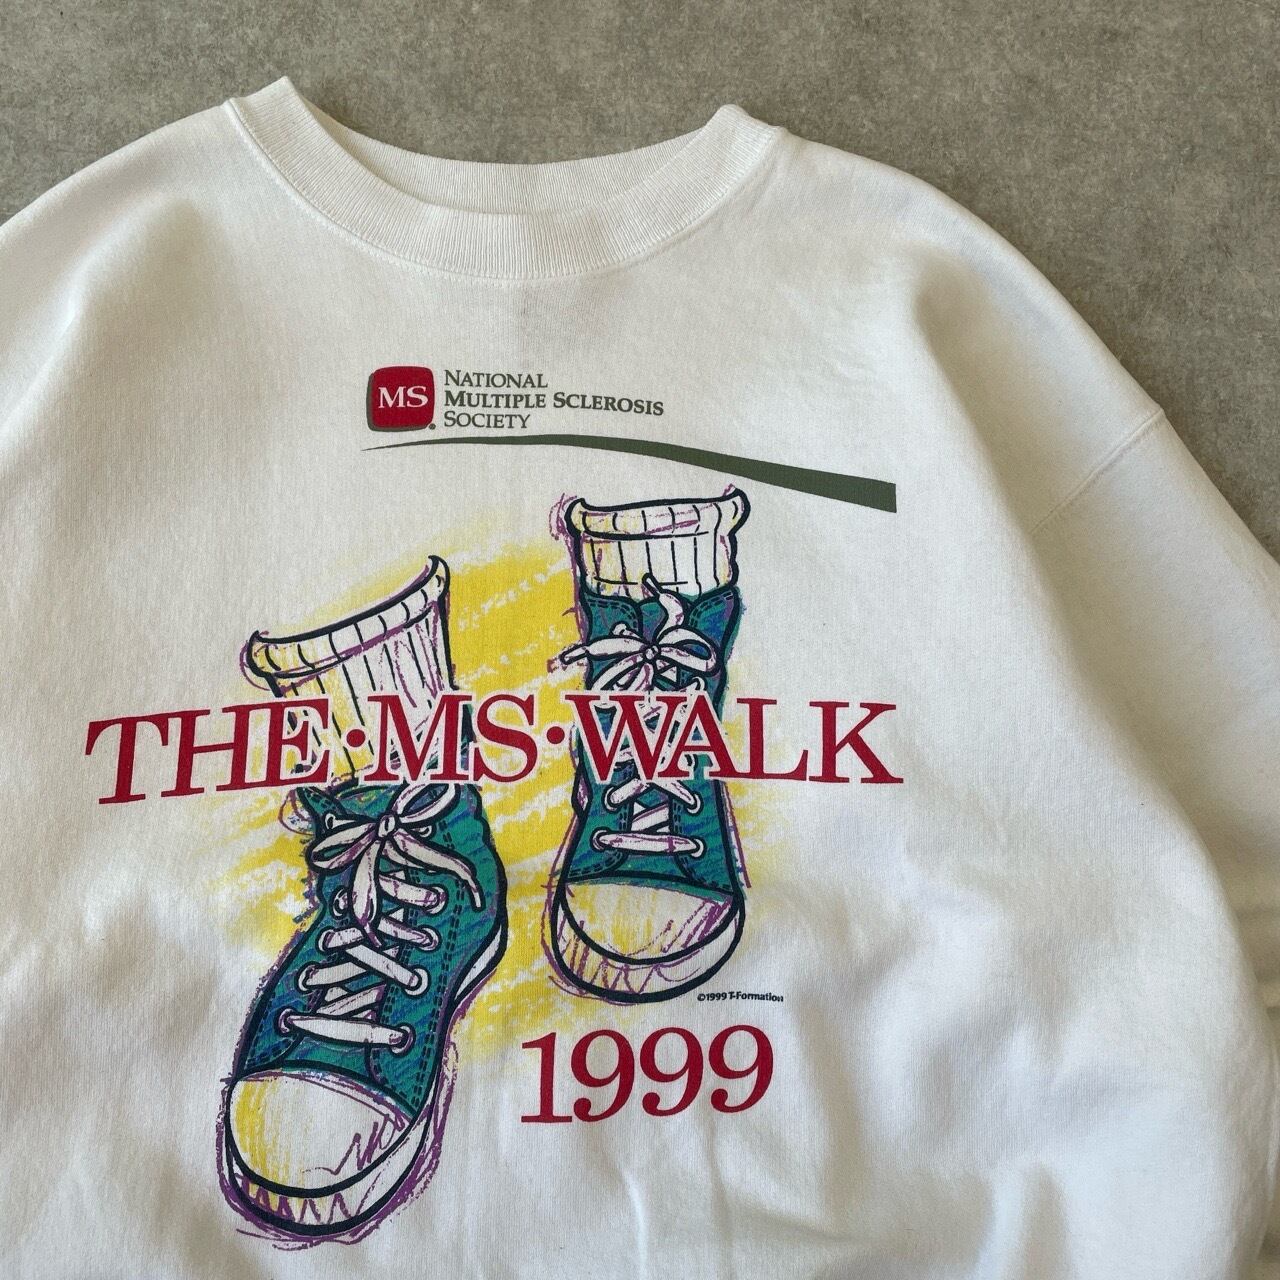 MS
NATIONAL
MULTIPLE SCLEROSIS
SOCIETY
THE·MS·WALK
©1999 T-Formation
1999